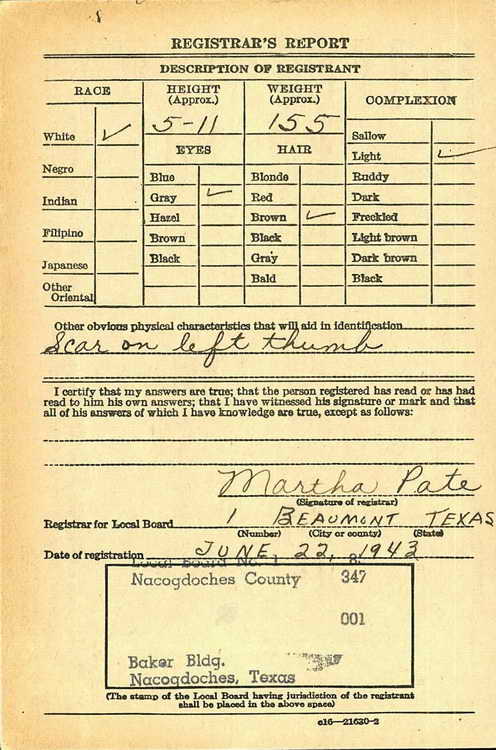 REGISTRAR'S REPORT
DESCRIPTION OF REGISTRANT
RACE
HEIGHT (Approx.)
WEIGHT (Approx.)
COMPLEXION
5-11
155
White ✓
EYES
HAIR
Sallow
Light ✓
Negro
Blue
Blonde
Ruddy
Indian
Gray ✓
Red
Dark
Hazel
Brown ✓
Freckled
Filipino
Brown
Black
Light brown
Japanese
Black
Gray
Dark brown
Other Oriental
Bald
Black
Other obvious physical characteristics that will aid in identification
Scar on left thumb
I certify that my answers are true; that the person registered has read or has had
read to him his own answers; that I have witnessed his signature or mark and that
all of his answers of which I have knowledge are true, except as follows:
Martha Pate
(Signature of registrar)
Registrar for Local Board 1 BEAUMONT TEXAS
(Number) (City or county) (State)
Date of registration JUNE 22, 1943
Local Board No. 1
Nacogdoches County 347
001
Baker Bldg.
Nacogdoches, Texas
(The stamp of the Local Board having jurisdiction of the registrant
shall be placed in the above space)
c16—21630-2